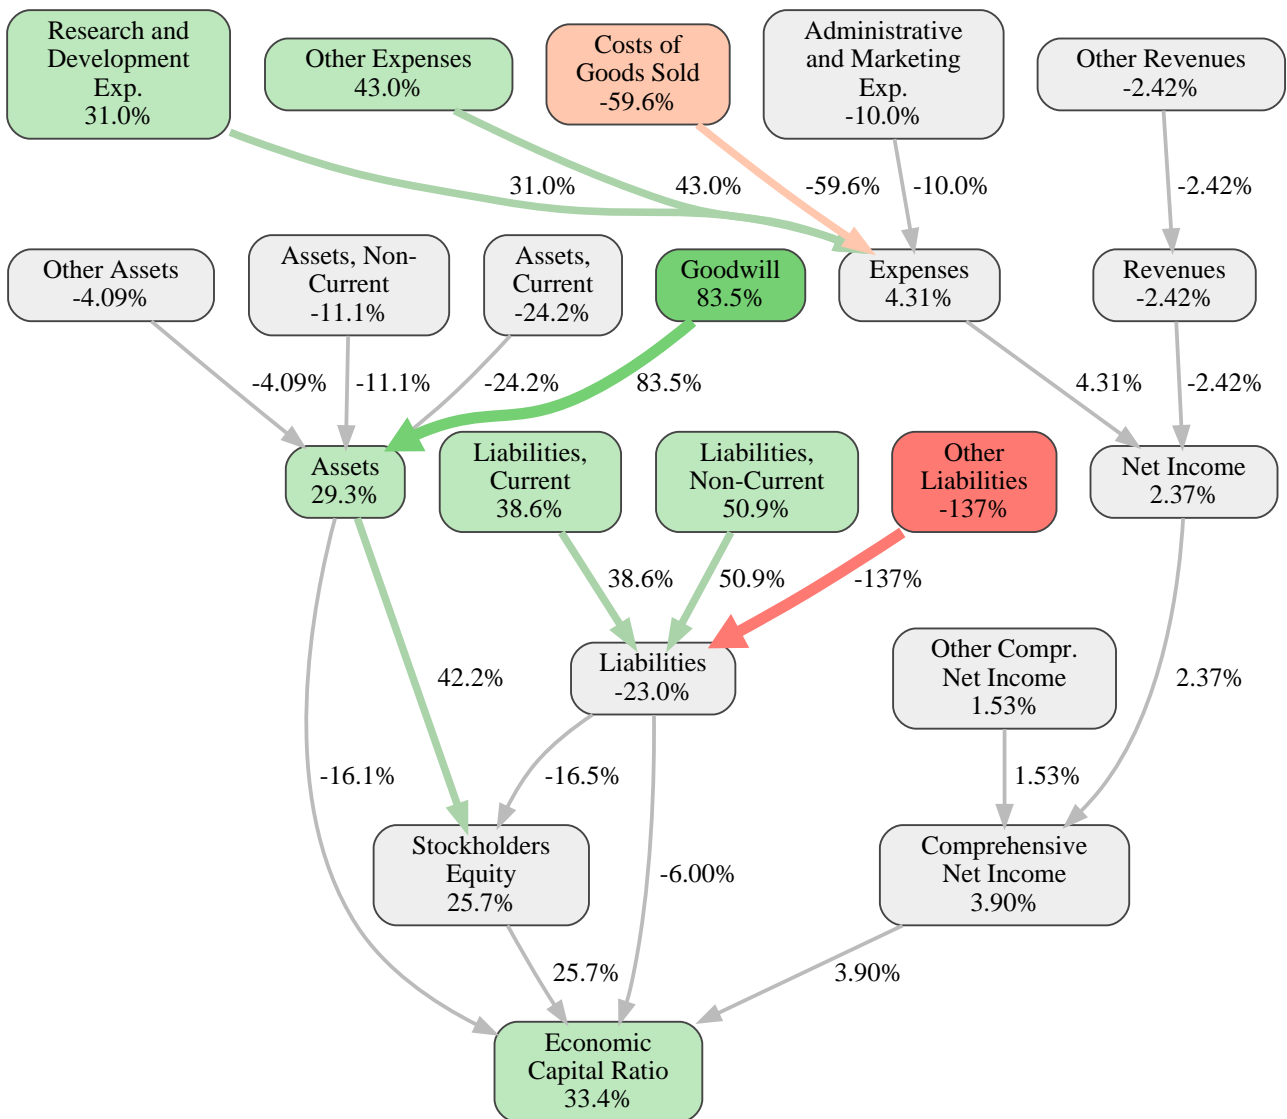 Research and
Development
Exp.
31.0%
Other Expenses
43.0%
Costs of
Goods Sold
-59.6%
Administrative
and Marketing
Exp.
-10.0%
Other Revenues
-2.42%
31.0%
43.0%
-59.6%
-10.0%
-2.42%
Other Assets
-4.09%
Assets, Non-
Current
-11.1%
Assets,
Current
-24.2%
Goodwill
83.5%
Expenses
4.31%
Revenues
-2.42%
-4.09%
-11.1%
-24.2%
83.5%
4.31%
-2.42%
Assets
29.3%
Liabilities,
Current
38.6%
Liabilities,
Non-Current
50.9%
Other
Liabilities
-137%
Net Income
2.37%
38.6%
50.9%
-137%
42.2%
Liabilities
-23.0%
Other Compr.
Net Income
1.53%
2.37%
-16.1%
-16.5%
1.53%
Stockholders
Equity
25.7%
-6.00%
Comprehensive
Net Income
3.90%
25.7%
3.90%
Economic
Capital Ratio
33.4%